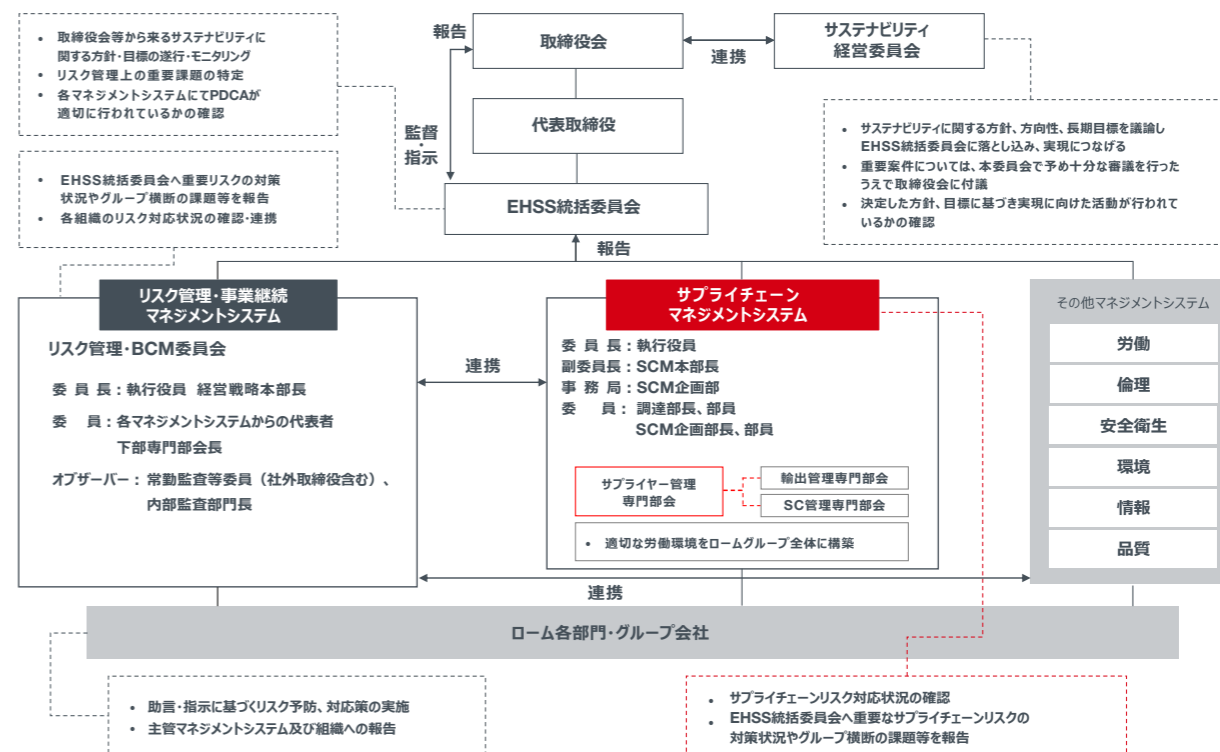 ・ 取締役会等から来るサステナビリティに
関する方針・目標の遂行・モニタリング
・ リスク管理上の重要課題の特定
・ 各マネジメントシステムにてPDCAが
適切に行われているかの確認
報告
取締役会
連携
サステナビリティ
経営委員会
代表取締役
監督
・
指示
・ サステナビリティに関する方針、方向性、長期目標を議論し
EHSS統括委員会に落とし込み、実現につなげる
・ 重要案件については、本委員会で予め十分な審議を行った
うえで取締役会に付議
・ 決定した方針、目標に基づき実現に向けた活動が行われて
いるかの確認
・ EHSS統括委員会へ重要リスクの対策
状況やグループ横断の課題等を報告
・ 各組織のリスク対応状況の確認・連携
EHSS統括委員会
報告
リスク管理・事業継続
マネジメントシステム
リスク管理・BCM委員会
委 員 長：執行役員 経営戦略本部長
委 員：各マネジメントシステムからの代表者
下部専門部会長
オブザーバー：常勤監査等委員（社外取締役含む）、
内部監査部門長
連携
サプライチェーン
マネジメントシステム
委 員 長：執行役員
副委員長：SCM本部長
事 務 局：SCM企画部
委 員：調達部長、部員
SCM企画部長、部員
サプライヤー管理
専門部会
輸出管理専門部会
SC管理専門部会
・ 適切な労働環境をロームグループ全体に構築
その他マネジメントシステム
労働
倫理
安全衛生
環境
情報
品質
連携
ローム各部門・グループ会社
・ 助言・指示に基づくリスク予防、対応策の実施
・ 主管マネジメントシステム及び組織への報告
・ サプライチェーンリスク対応状況の確認
・ EHSS統括委員会へ重要なサプライチェーンリスクの
対策状況やグループ横断の課題等を報告